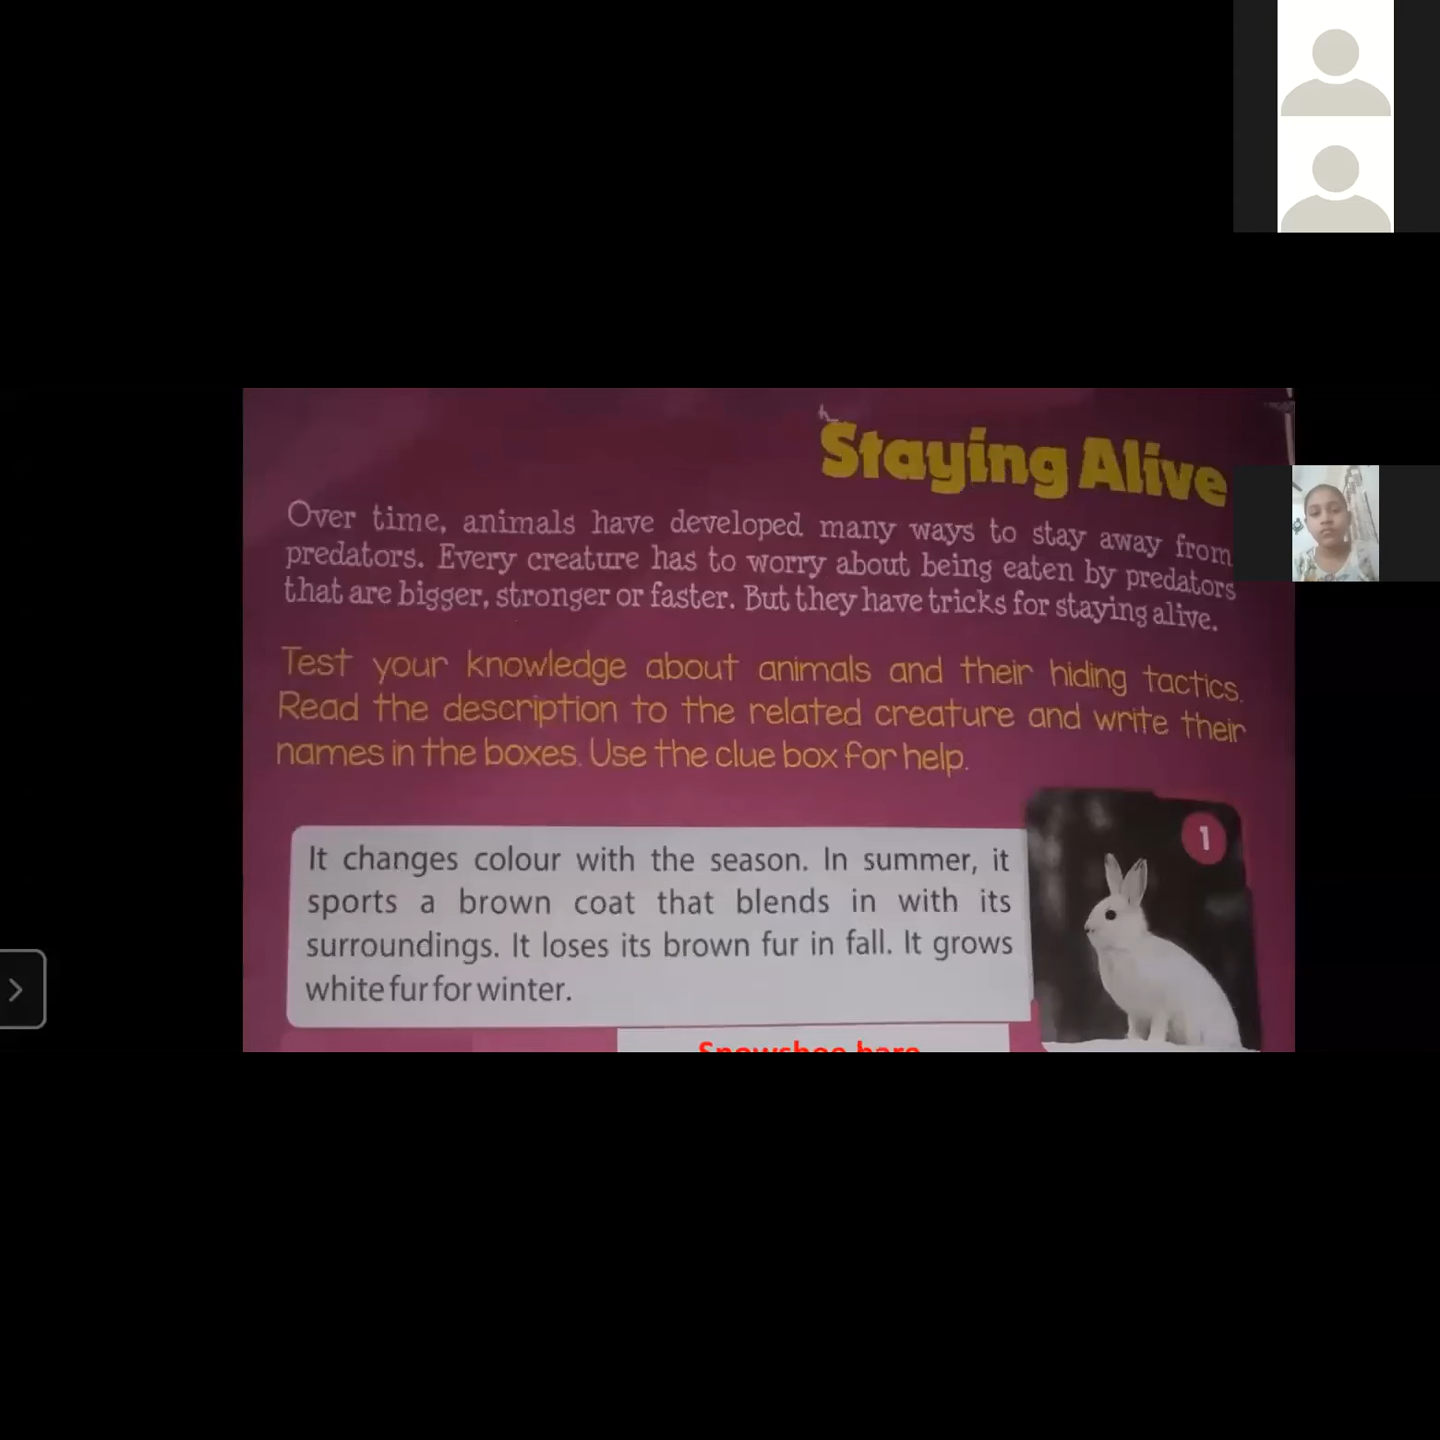 Staying Alive
Over time, animals have developed many ways to stay away from
predators. Every creature has to worry about being eaten by predators
that are bigger, stronger or faster. But they have tricks for staying alive.
Test your knowledge about animals and their hiding tactics.
Read the description to the related creature and write their
names in the boxes. Use the clue box for help.
1
It changes colour with the season. In summer, it
sports a brown coat that blends in with its
surroundings. It loses its brown fur in fall. It grows
white fur for winter.
Snowshoe hare